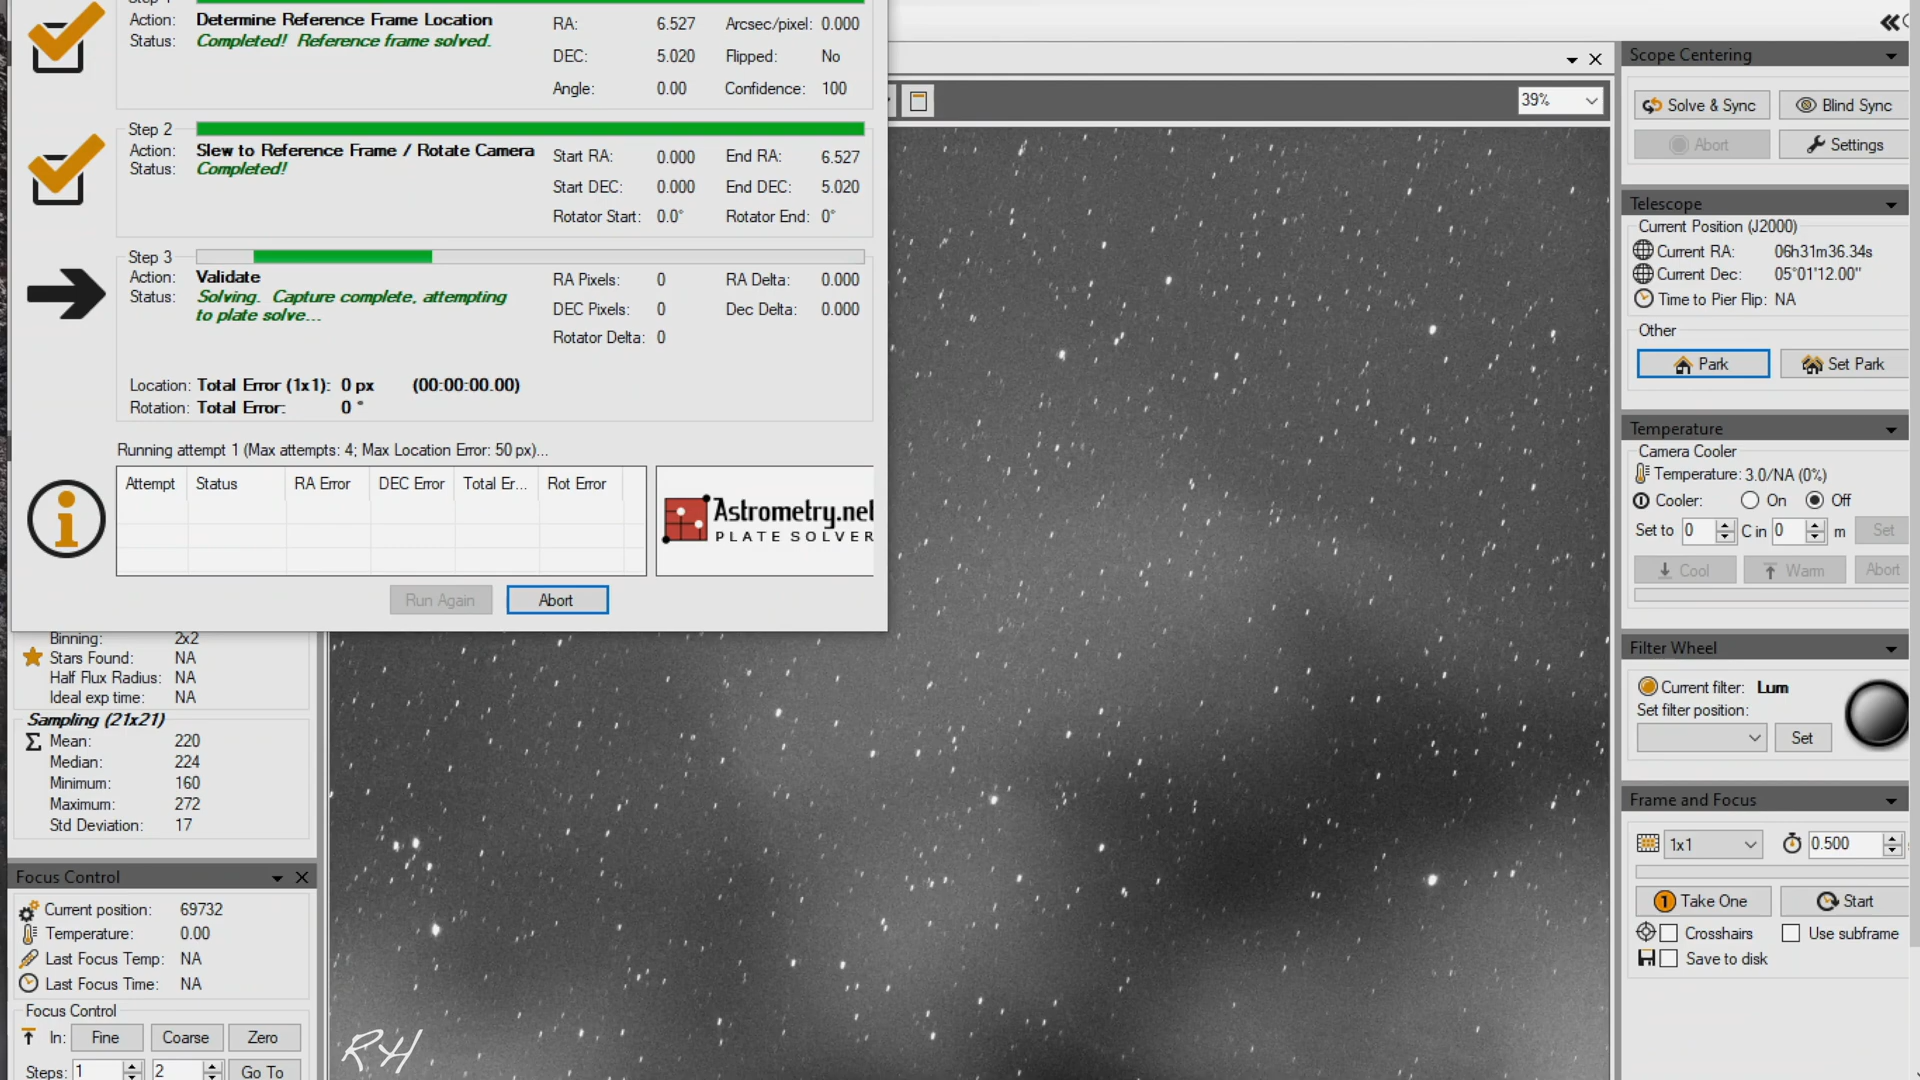 Action: Determine Reference Frame Location
Status: Completed! Reference frame solved.
RA: 6.527 Arcsec/pixel: 0.000
DEC: 5.020 Flipped: No
Angle: 0.00 Confidence: 100
Step 2
Action: Slew to Reference Frame / Rotate Camera
Status: Completed!
Start RA: 0.000 End RA: 6.527
Start DEC: 0.000 End DEC: 5.020
Rotator Start: 0.0° Rotator End: 0°
Step 3
Action: Validate
Status: Solving. Capture complete, attempting
to plate solve...
RA Pixels: 0 RA Delta: 0.000
DEC Pixels: 0 Dec Delta: 0.000
Rotator Delta: 0
Location: Total Error (1x1): 0 px (00:00:00.00)
Rotation: Total Error: 0 °
Running attempt 1 (Max attempts: 4; Max Location Error: 50 px)...
Attempt Status RA Error DEC Error Total Er... Rot Error
Astrometry.net
PLATE SOLVER
Run Again Abort
Binning: 2x2
Stars Found: NA
Half Flux Radius: NA
Ideal exp time: NA
Sampling (21x21)
Mean: 220
Median: 224
Minimum: 160
Maximum: 272
Std Deviation: 17
Focus Control
Current position: 69732
Temperature: 0.00
Last Focus Temp: NA
Last Focus Time: NA
Focus Control
In: Fine Coarse Zero
Steps: 1 2 Go To
39%
RH
Scope Centering
Solve & Sync Blind Sync
Abort Settings
Telescope
Current Position (J2000)
Current RA: 06h31m36.34s
Current Dec: 05°01'12.00"
Time to Pier Flip: NA
Other
Park Set Park
Temperature
Camera Cooler
Temperature: 3.0/NA (0%)
Cooler: On Off
Set to 0 C in 0 m Set
Cool Warm Abort
Filter Wheel
Current filter: Lum
Set filter position:
Set
Frame and Focus
1x1 0.500
1 Take One Start
Crosshairs Use subframe
Save to disk